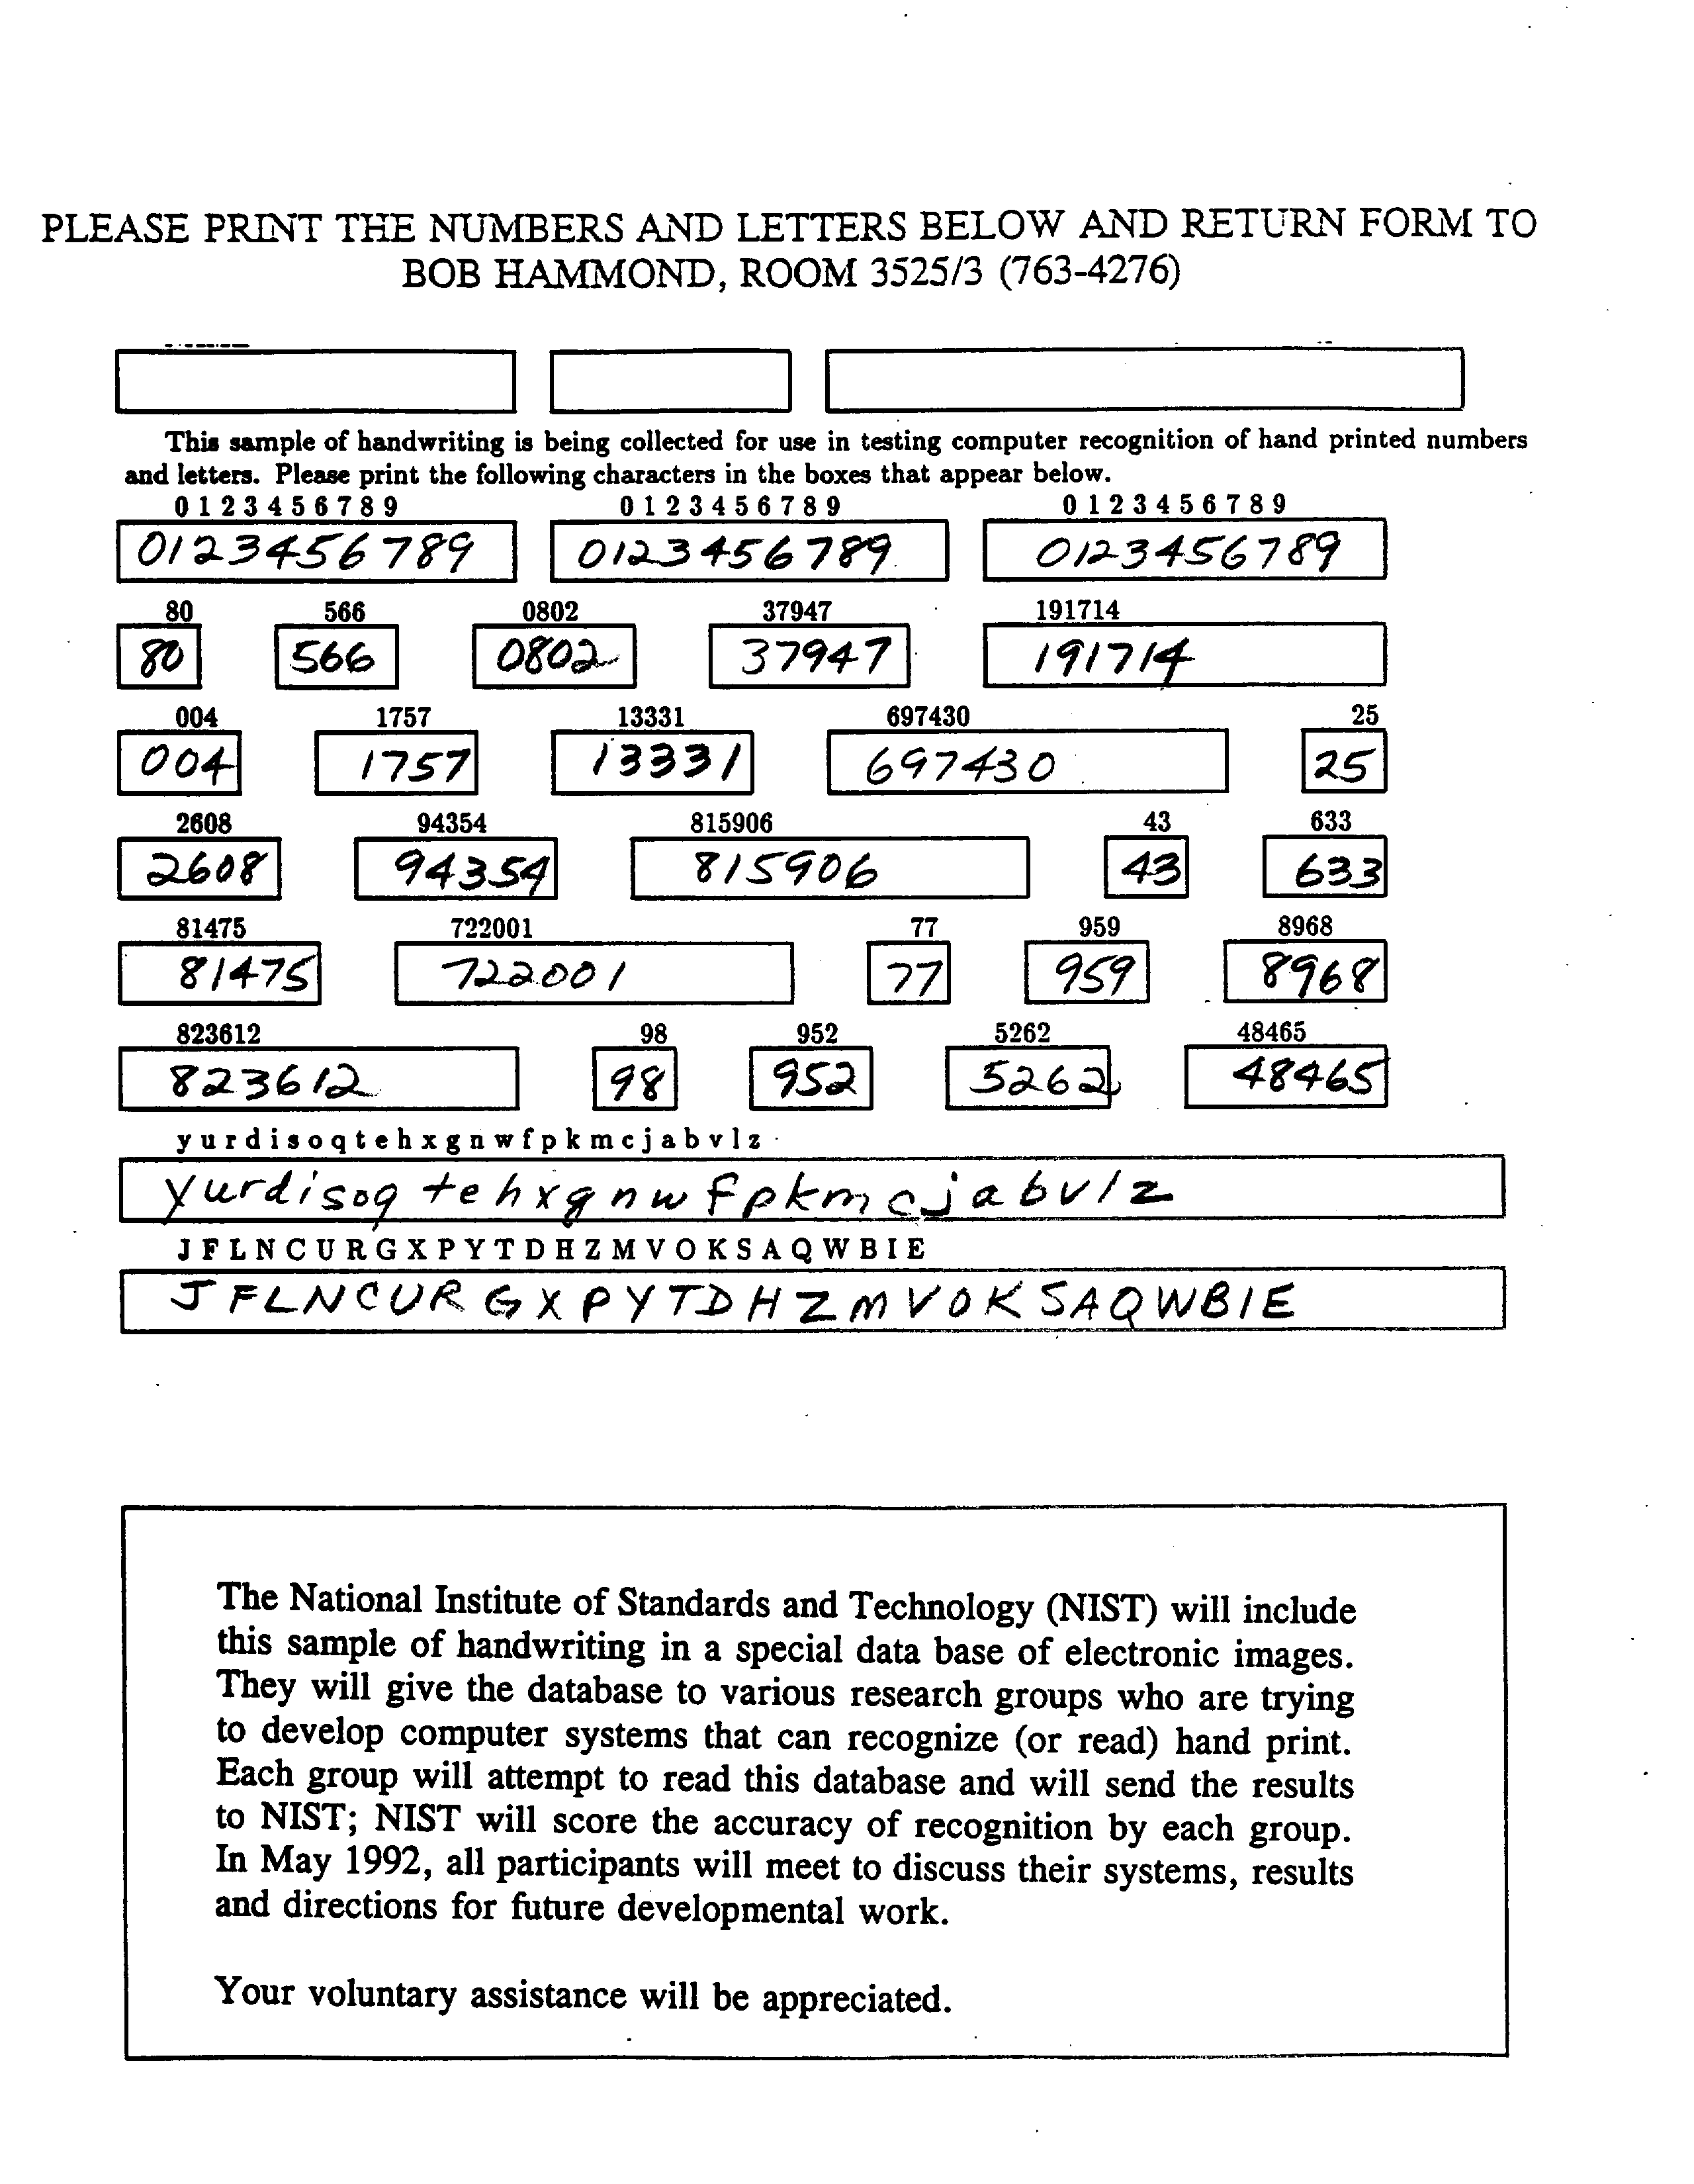 PLEASE PRINT THE NUMBERS AND LETTERS BELOW AND RETURN FORM TO
BOB HAMMOND, ROOM 3525/3 (763-4276)
This sample of handwriting is being collected for use in testing computer recognition of hand printed numbers
and letters. Please print the following characters in the boxes that appear below.
0 1 2 3 4 5 6 7 8 9 0 1 2 3 4 5 6 7 8 9 0 1 2 3 4 5 6 7 8 9
0123456789 0123456789 0123456789
80 566 0802 37947 191714
80 566 0802 37947 191714
004 1757 13331 697430 25
004 1757 13331 697430 25
2608 94354 815906 43 633
2608 94354 815906 43 633
81475 722001 77 959 8968
81475 722001 77 959 8968
823612 98 952 5262 48465
823612 98 952 5262 48465
y u r d i s o q t e h x g n w f p k m c j a b v l z
yurdisoq tehxgnwfpkmcjabvlz
J F L N C U R G X P Y T D H Z M V O K S A Q W B I E
JFLNCURGXPYTDHZMVOKSAQWBIE
The National Institute of Standards and Technology (NIST) will include
this sample of handwriting in a special data base of electronic images.
They will give the database to various research groups who are trying
to develop computer systems that can recognize (or read) hand print.
Each group will attempt to read this database and will send the results
to NIST; NIST will score the accuracy of recognition by each group.
In May 1992, all participants will meet to discuss their systems, results
and directions for future developmental work.
Your voluntary assistance will be appreciated.